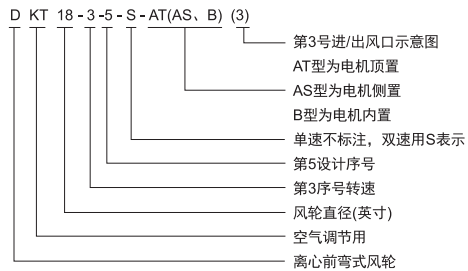 D KT 18-3-5-S-AT(AS、B) (3)
第3号进/出风口示意图
AT型为电机顶置
AS型为电机侧置
B型为电机内置
单速不标注，双速用S表示
第5设计序号
第3序号转速
风轮直径(英寸)
空气调节用
离心前弯式风轮